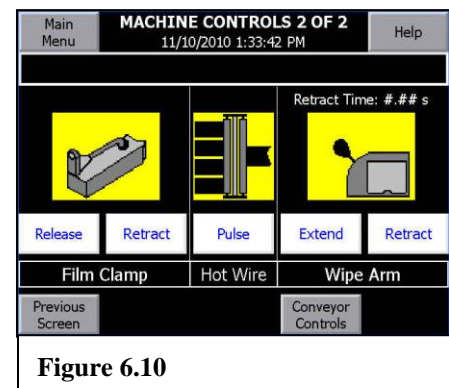 Main Menu
MACHINE CONTROLS 2 OF 2
11/10/2010 1:33:42 PM
Help
Retract Time: #.## s
Release
Retract
Pulse
Extend
Retract
Film Clamp
Hot Wire
Wipe Arm
Previous Screen
Conveyor Controls
Figure 6.10